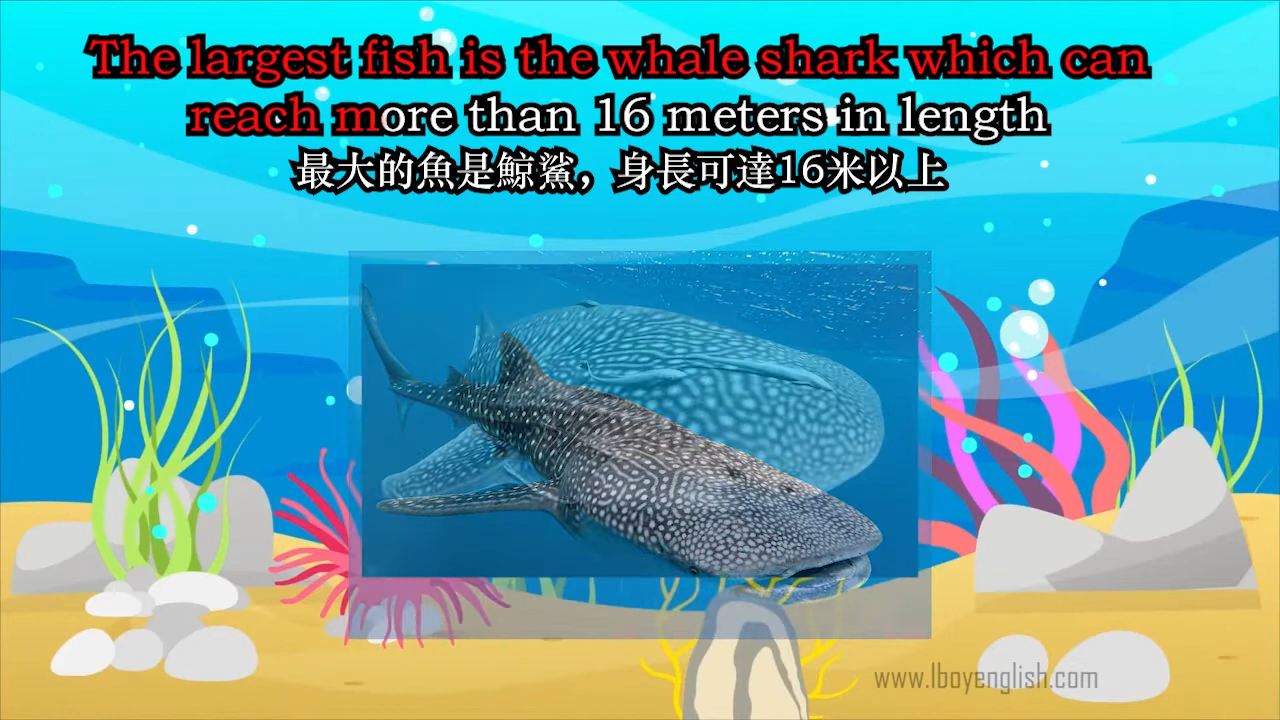 The largest fish is the whale shark which can
reach more than 16 meters in length
最大的魚是鯨鯊，身長可達16米以上
www.lboyenglish.com